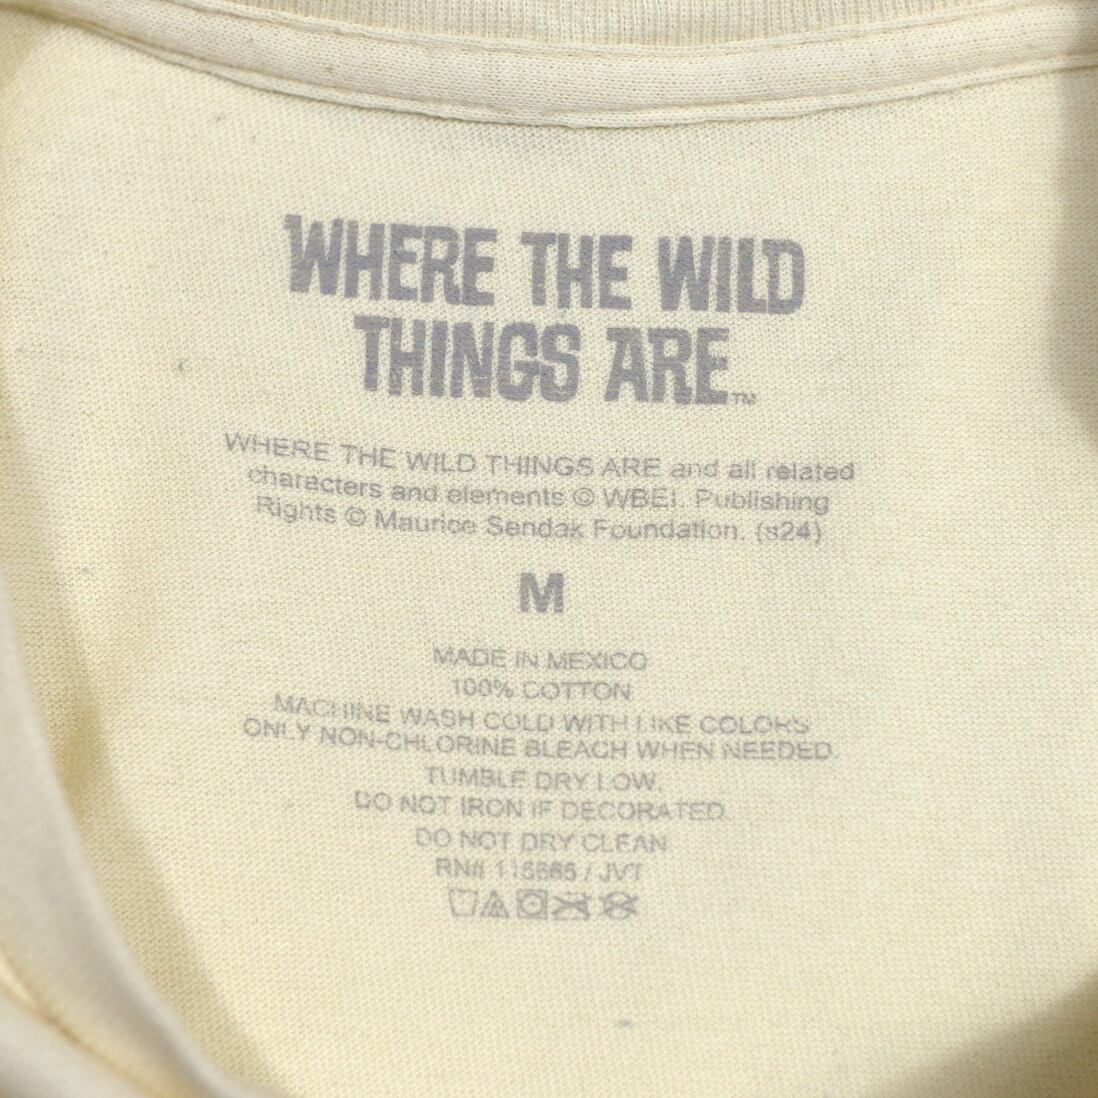 WHERE THE WILD
THINGS ARE™
WHERE THE WILD THINGS ARE and all related
characters and elements © WBEI. Publishing
Rights © Maurice Sendak Foundation. (s24)
M
MADE IN MEXICO
100% COTTON
MACHINE WASH COLD WITH LIKE COLORS
ONLY NON-CHLORINE BLEACH WHEN NEEDED.
TUMBLE DRY LOW.
DO NOT IRON IF DECORATED.
DO NOT DRY CLEAN
RN# / JVT